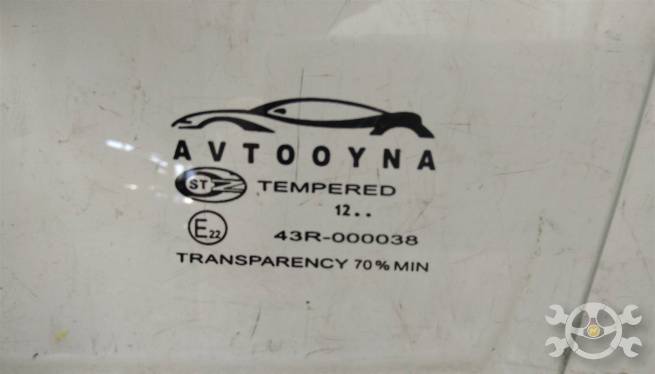 AVTOOYNA
ST TEMPERED
12..
E22 43R-000038
TRANSPARENCY 70% MIN